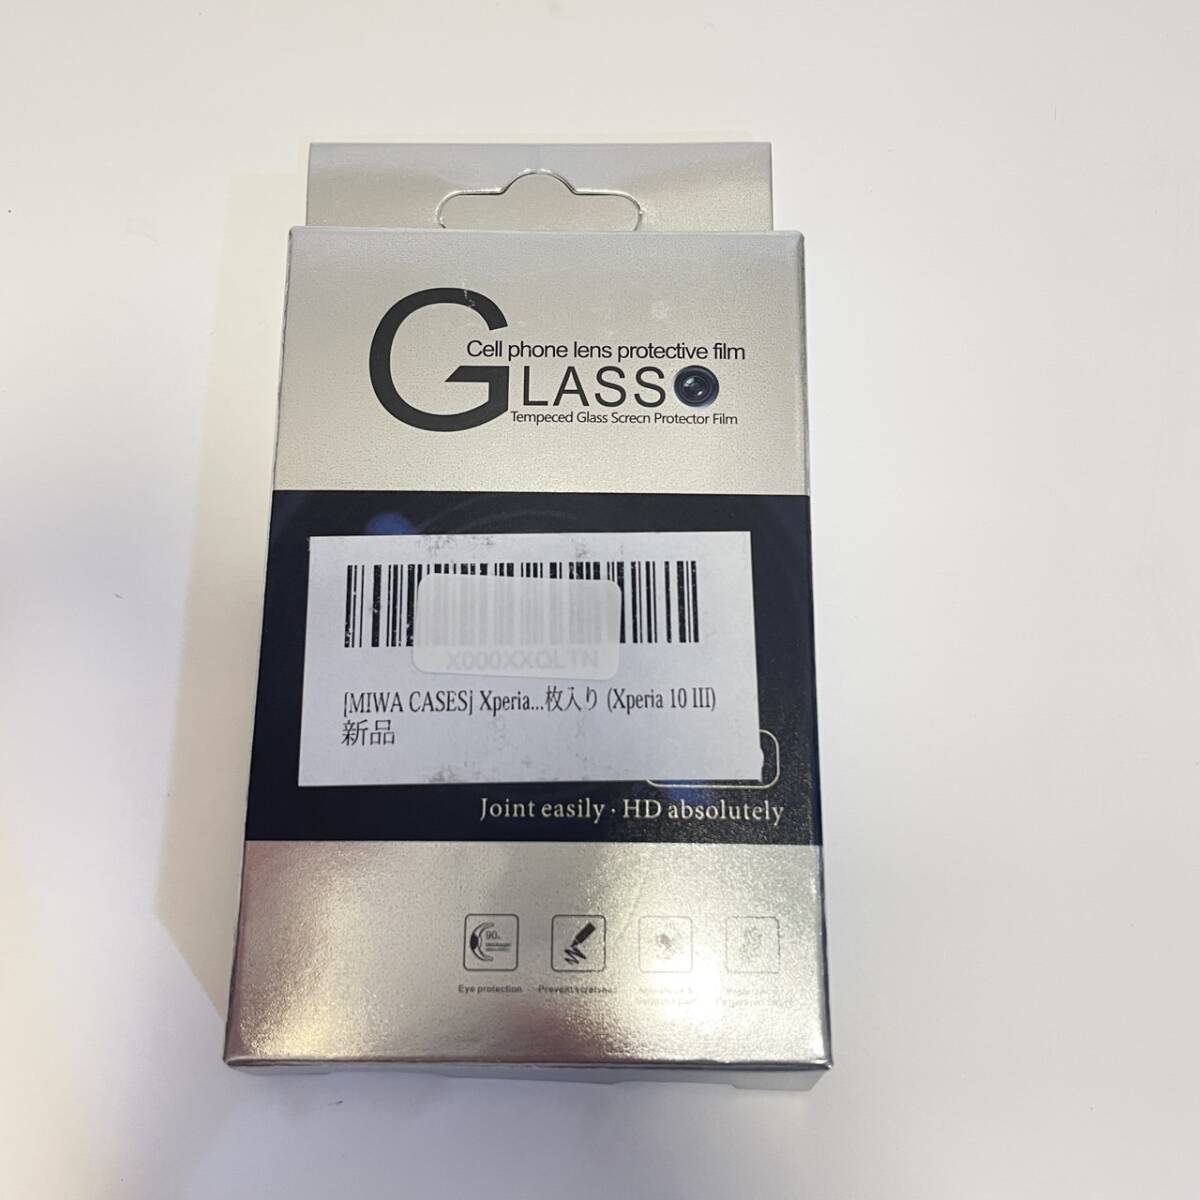 Cell phone lens protective film
GLASS
Tempeced Glass Screcn Protector Film
X000XXQLTN
[MIWA CASES] Xperia...枚入り (Xperia 10 III)
新品
Joint easily · HD absolutely
90%
Eye protection